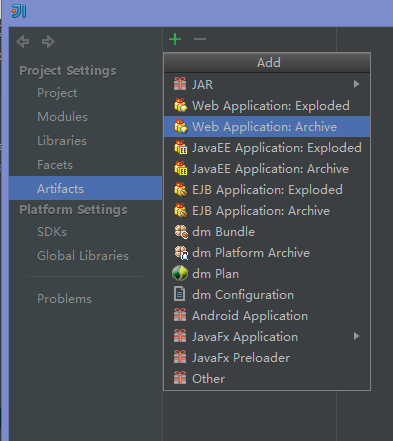 Project Settings
Project
Modules
Libraries
Facets
Artifacts
Platform Settings
SDKs
Global Libraries
Problems
Add
JAR
Web Application: Exploded
Web Application: Archive
JavaEE Application: Exploded
JavaEE Application: Archive
EJB Application: Exploded
EJB Application: Archive
dm Bundle
dm Platform Archive
dm Plan
dm Configuration
Android Application
JavaFx Application
JavaFx Preloader
Other